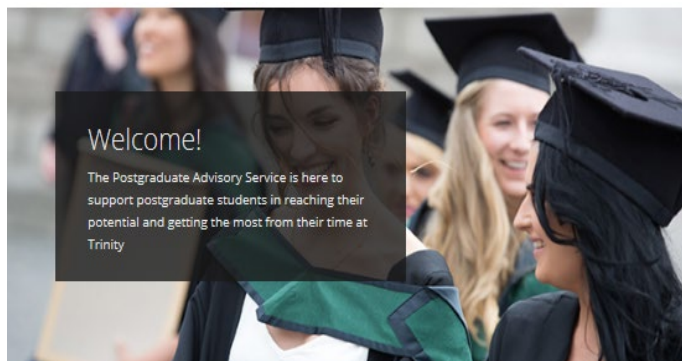 Welcome!
The Postgraduate Advisory Service is here to
support postgraduate students in reaching their
potential and getting the most from their time at
Trinity